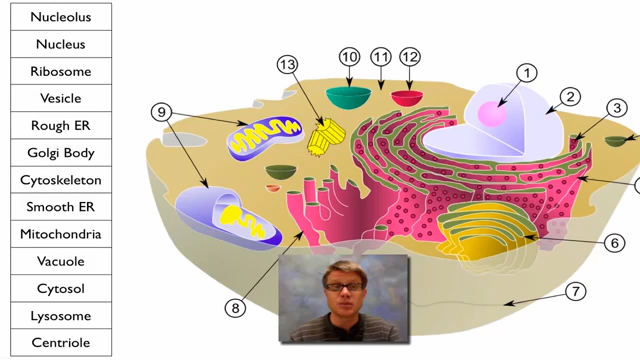 Nucleolus
Nucleus
Ribosome
Vesicle
Rough ER
Golgi Body
Cytoskeleton
Smooth ER
Mitochondria
Vacuole
Cytosol
Lysosome
Centriole
10
11
12
13
1
2
9
3
6
7
8